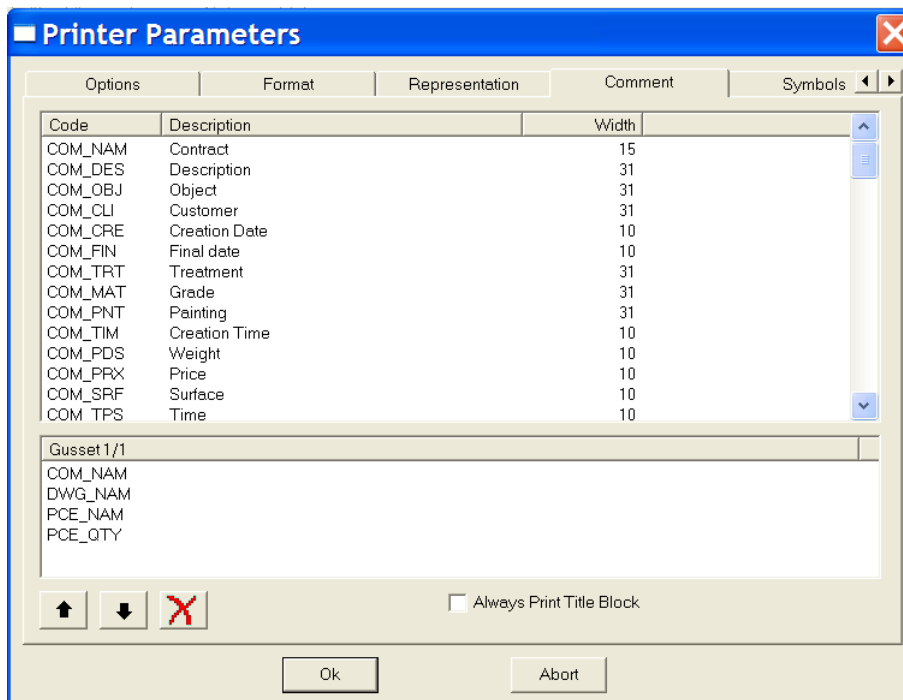 Printer Parameters
Options Format Representation Comment Symbols
Code Description Width
COM_NAM Contract 15
COM_DES Description 31
COM_OBJ Object 31
COM_CLI Customer 31
COM_CRE Creation Date 10
COM_FIN Final date 10
COM_TRT Treatment 31
COM_MAT Grade 31
COM_PNT Painting 31
COM_TIM Creation Time 10
COM_PDS Weight 10
COM_PRX Price 10
COM_SRF Surface 10
COM_TPS Time 10
Gusset 1/1
COM_NAM
DWG_NAM
PCE_NAM
PCE_QTY
Always Print Title Block
Ok Abort